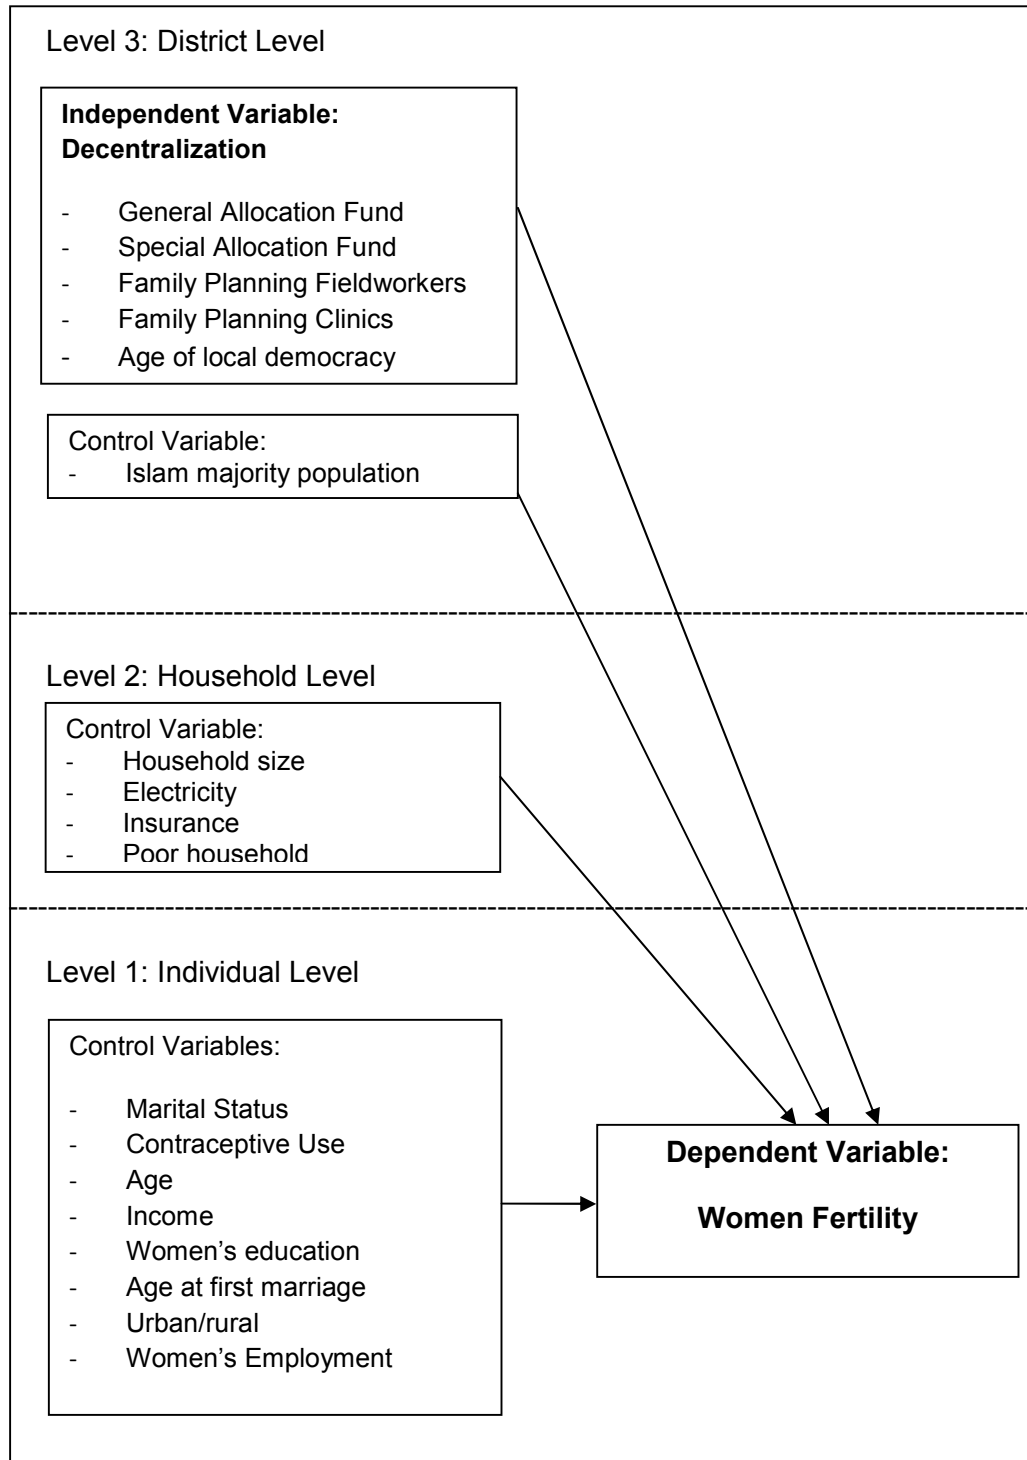 Level 3: District Level
Independent Variable:
Decentralization
- General Allocation Fund
- Special Allocation Fund
- Family Planning Fieldworkers
- Family Planning Clinics
- Age of local democracy
Control Variable:
- Islam majority population
Level 2: Household Level
Control Variable:
- Household size
- Electricity
- Insurance
- Poor household
Level 1: Individual Level
Control Variables:
- Marital Status
- Contraceptive Use
- Age
- Income
- Women’s education
- Age at first marriage
- Urban/rural
- Women’s Employment
Dependent Variable:
Women Fertility